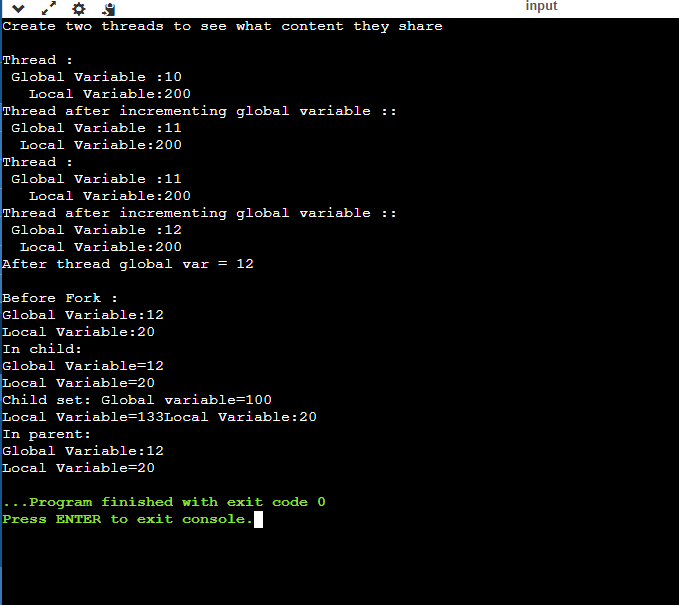 input
Create two threads to see what content they share
Thread :
Global Variable :10
Local Variable:200
Thread after incrementing global variable ::
Global Variable :11
Local Variable:200
Thread :
Global Variable :11
Local Variable:200
Thread after incrementing global variable ::
Global Variable :12
Local Variable:200
After thread global var = 12
Before Fork :
Global Variable:12
Local Variable:20
In child:
Global Variable=12
Local Variable=20
Child set: Global variable=100
Local Variable=133Local Variable:20
In parent:
Global Variable:12
Local Variable=20
...Program finished with exit code 0
Press ENTER to exit console.